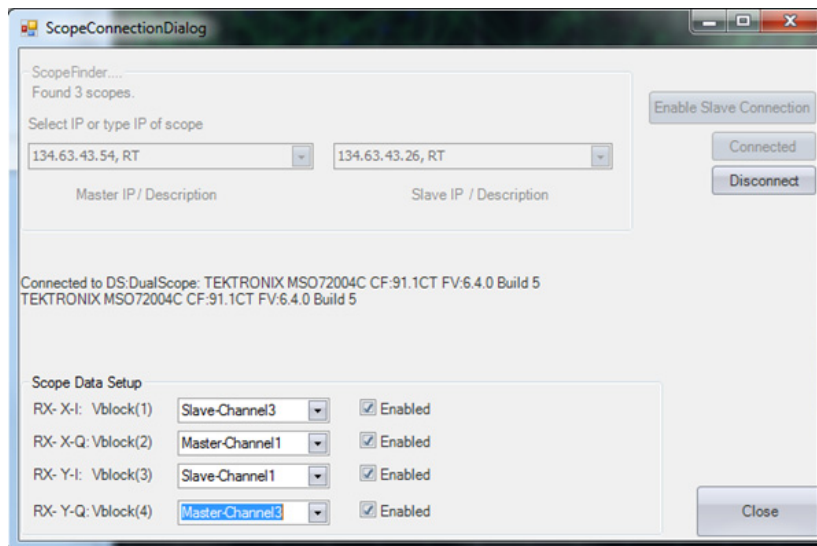 ScopeConnectionDialog
ScopeFinder....
Found 3 scopes.
Select IP or type IP of scope
134.63.43.54, RT
134.63.43.26, RT
Master IP / Description
Slave IP / Description
Enable Slave Connection
Connected
Disconnect
Connected to DS:DualScope: TEKTRONIX MSO72004C CF:91.1CT FV:6.4.0 Build 5
TEKTRONIX MSO72004C CF:91.1CT FV:6.4.0 Build 5
Scope Data Setup
RX- X-I: Vblock(1) Slave-Channel3 Enabled
RX- X-Q: Vblock(2) Master-Channel1 Enabled
RX- Y-I: Vblock(3) Slave-Channel1 Enabled
RX- Y-Q: Vblock(4) Master-Channel3 Enabled
Close